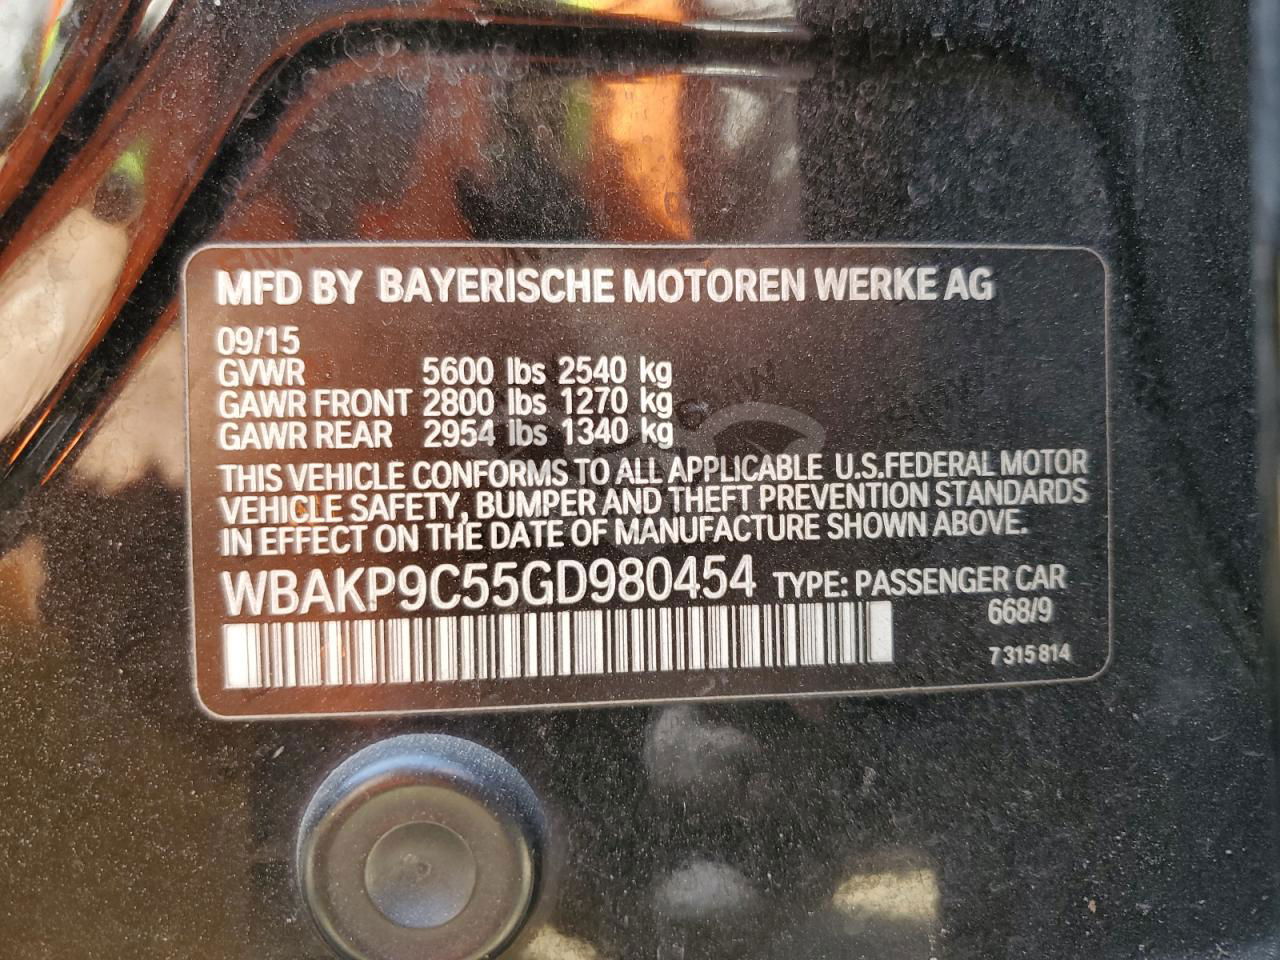 MFD BY BAYERISCHE MOTOREN WERKE AG
09/15
GVWR 5600 lbs 2540 kg
GAWR FRONT 2800 lbs 1270 kg
GAWR REAR 2954 lbs 1340 kg
THIS VEHICLE CONFORMS TO ALL APPLICABLE U.S.FEDERAL MOTOR
VEHICLE SAFETY, BUMPER AND THEFT PREVENTION STANDARDS
IN EFFECT ON THE DATE OF MANUFACTURE SHOWN ABOVE.
WBAKP9C55GD980454 TYPE: PASSENGER CAR
668/9
7 315 814